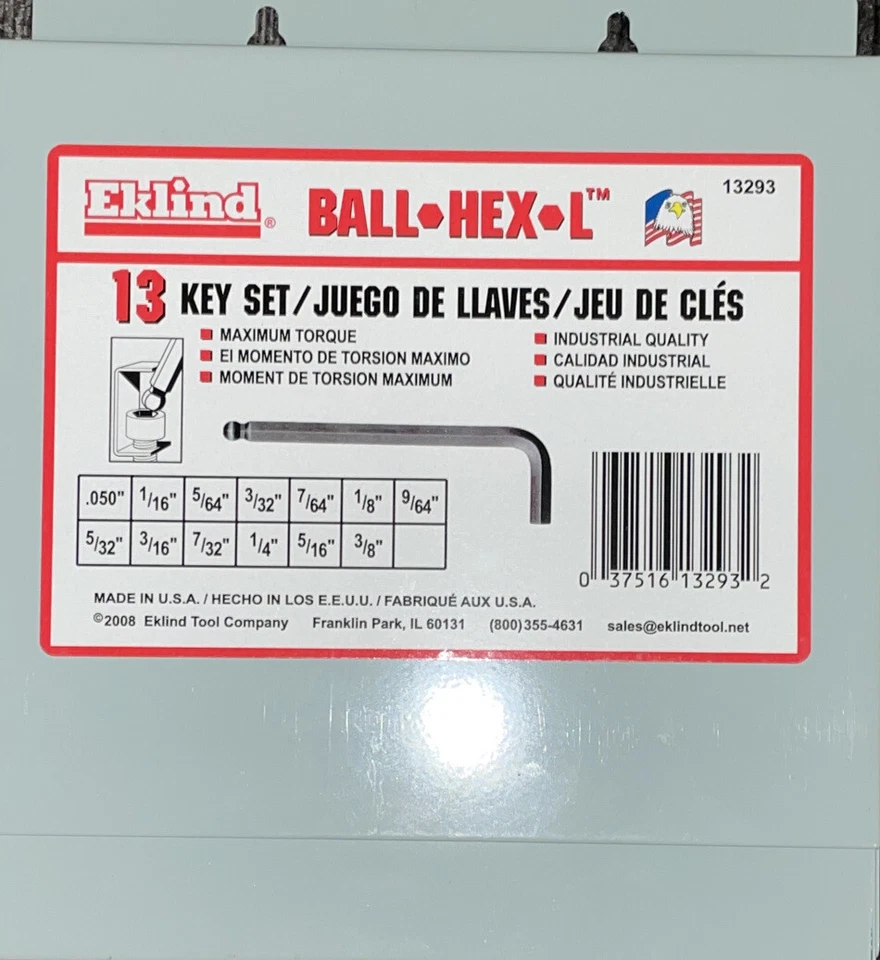 Eklind® BALL•HEX•L™ 13293
13 KEY SET/JUEGO DE LLAVES/JEU DE CLÉS
MAXIMUM TORQUE
EI MOMENTO DE TORSION MAXIMO
MOMENT DE TORSION MAXIMUM
INDUSTRIAL QUALITY
CALIDAD INDUSTRIAL
QUALITÉ INDUSTRIELLE
.050" 1/16" 5/64" 3/32" 7/64" 1/8" 9/64"
5/32" 3/16" 7/32" 1/4" 5/16" 3/8"
0 37516 13293 2
MADE IN U.S.A. / HECHO IN LOS E.E.U.U. / FABRIQUÉ AUX U.S.A.
©2008 Eklind Tool Company Franklin Park, IL 60131 (800)355-4631 sales@eklindtool.net